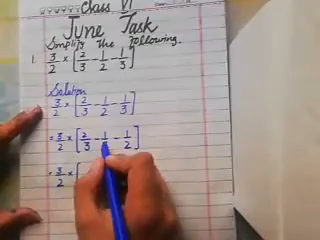 Class VI
June Task
Simplify the following.
1. 3/2 × [2/3 - 1/2 - 1/3]
Solution
3/2 × [2/3 - 1/2 - 1/3]
= 3/2 × [2/3 - 1/ - 1/2]
= 3/2 × [